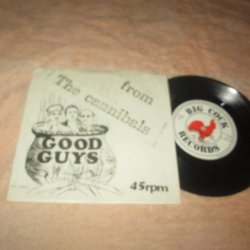 from
The cannibals
GOOD
GUYS
45rpm
BIG COCK
RECORDS